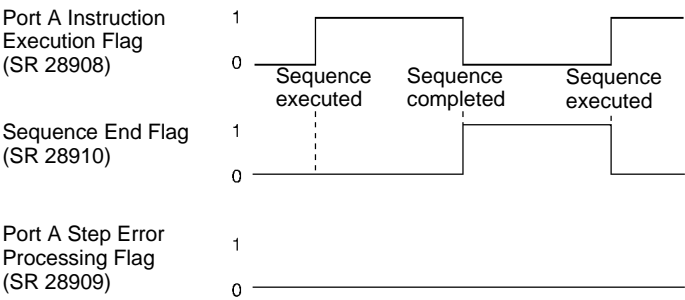 Port A Instruction
Execution Flag
(SR 28908)
1
0
Sequence
executed
Sequence
completed
Sequence
executed
Sequence End Flag
(SR 28910)
1
0
Port A Step Error
Processing Flag
(SR 28909)
1
0